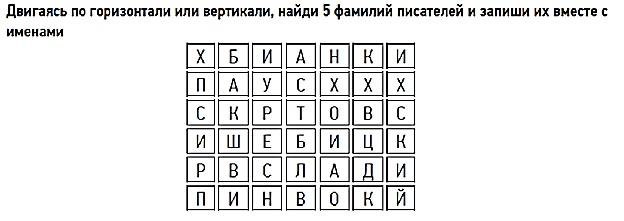 Двигаясь по горизонтали или вертикали, найди 5 фамилий писателей и запиши их вместе с
именами
Х Б И А Н К И
П А У С Х Х Х
С К Р Т О В С
И Ш Е Б И Ц К
Р В С Л А Д И
П И Н В О К Й